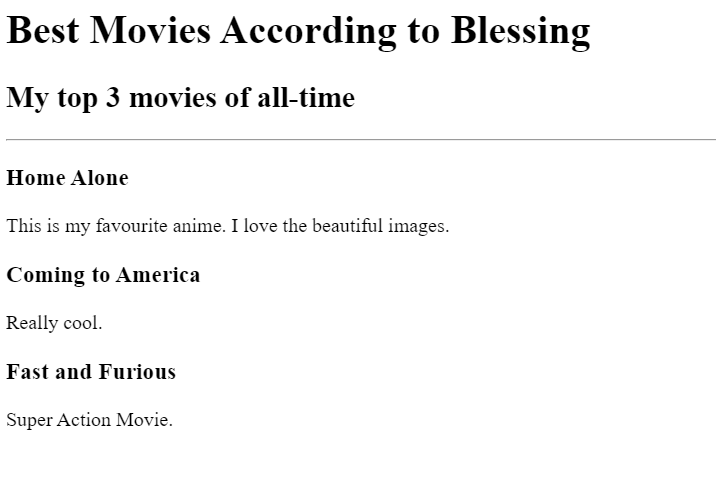 Best Movies According to Blessing
My top 3 movies of all-time
Home Alone
This is my favourite anime. I love the beautiful images.
Coming to America
Really cool.
Fast and Furious
Super Action Movie.